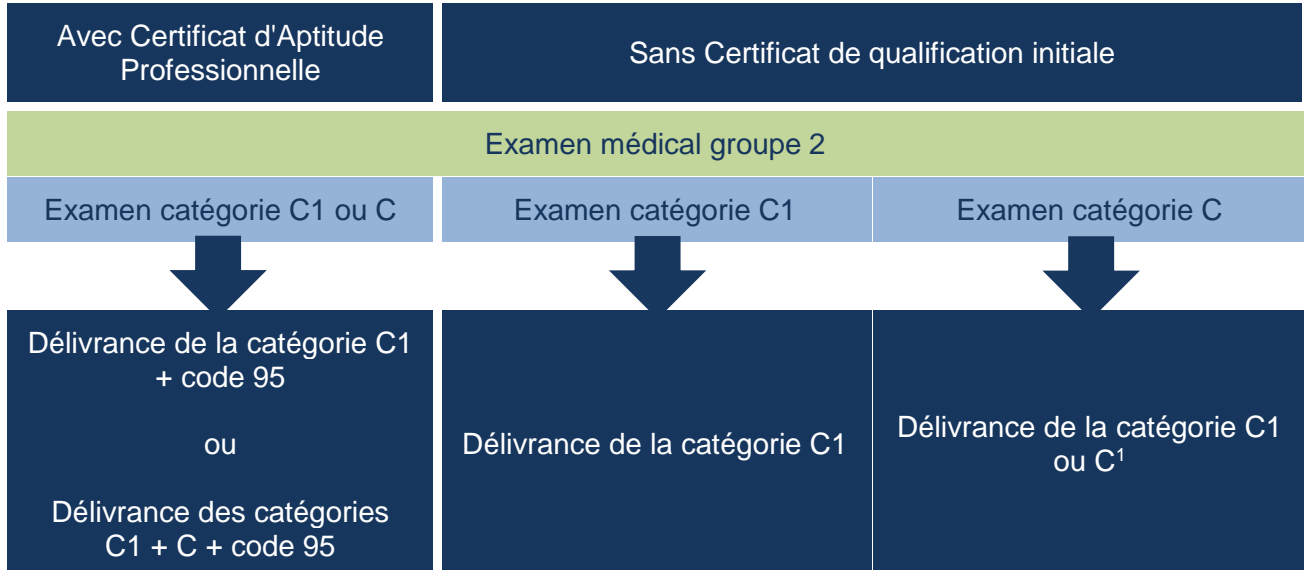 Avec Certificat d'Aptitude
Professionnelle
Sans Certificat de qualification initiale
Examen médical groupe 2
Examen catégorie C1 ou C
Examen catégorie C1
Examen catégorie C
Délivrance de la catégorie C1
+ code 95
ou
Délivrance des catégories
C1 + C + code 95
Délivrance de la catégorie C1
Délivrance de la catégorie C1
ou C¹